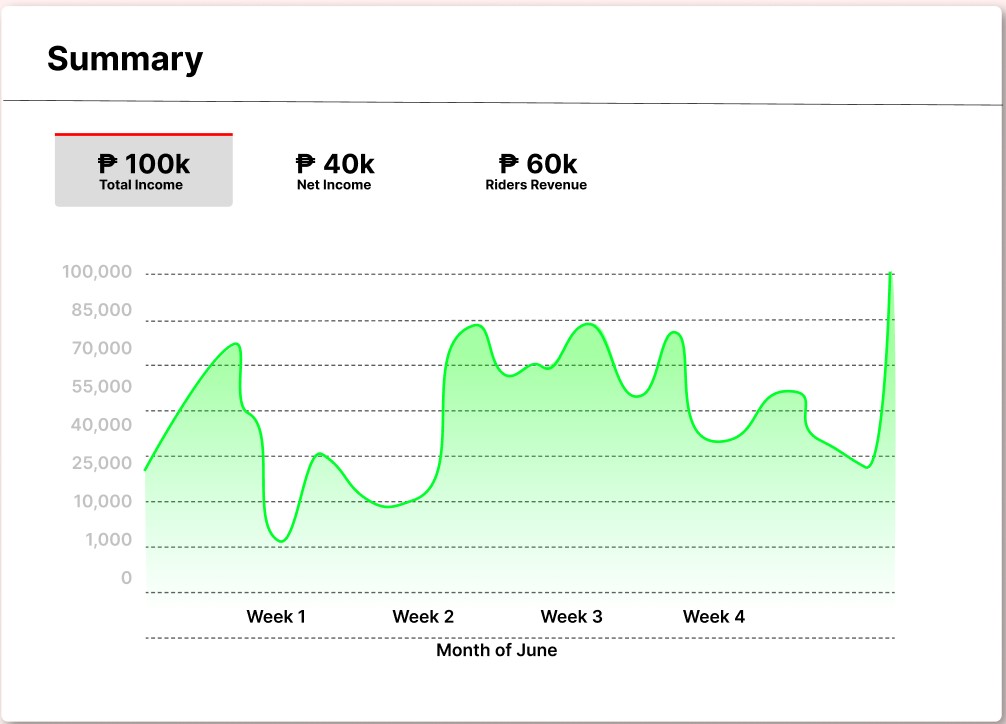 Summary
₱ 100k
Total Income
₱ 40k
Net Income
₱ 60k
Riders Revenue
100,000
85,000
70,000
55,000
40,000
25,000
10,000
1,000
0
Week 1
Week 2
Week 3
Week 4
Month of June